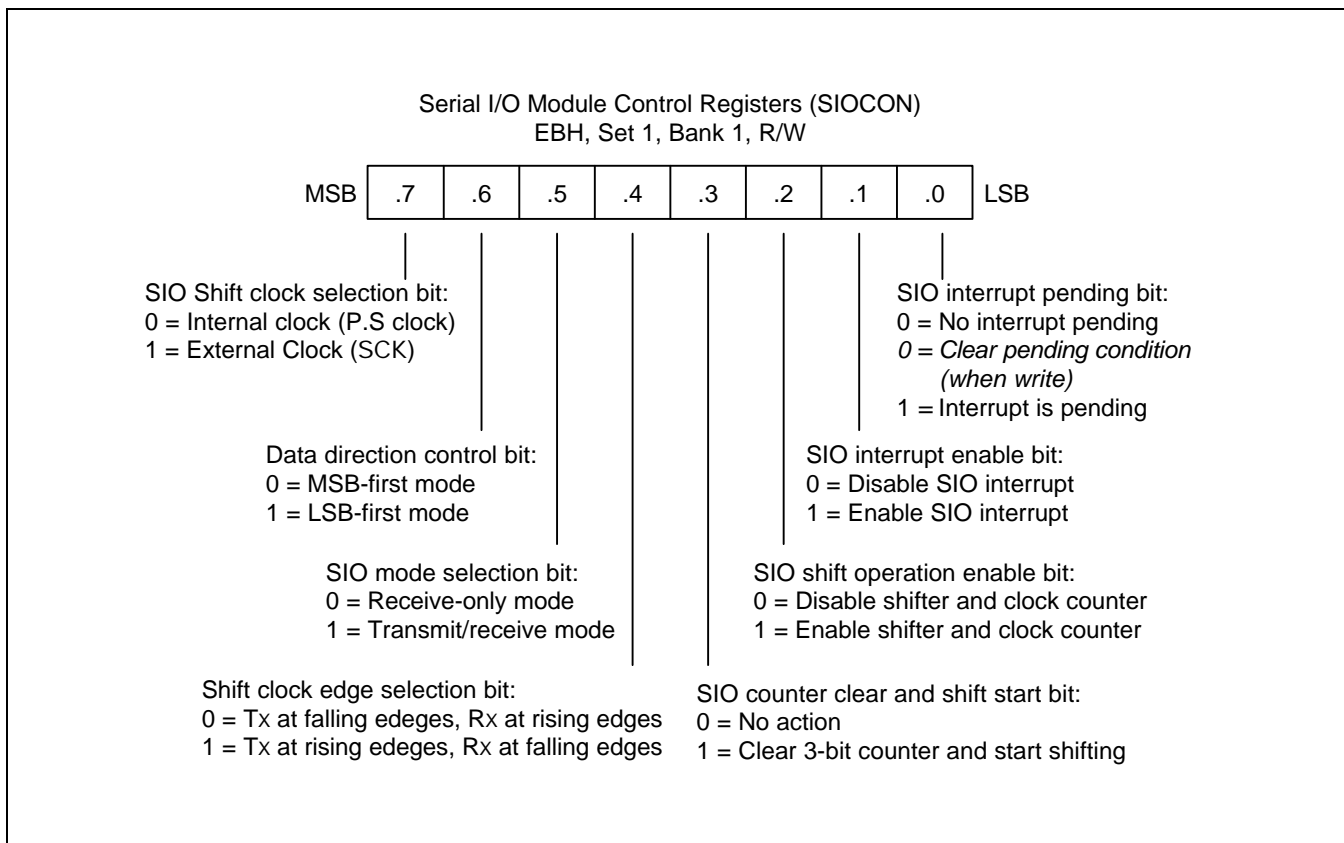 Serial I/O Module Control Registers (SIOCON)
EBH, Set 1, Bank 1, R/W
MSB .7 .6 .5 .4 .3 .2 .1 .0 LSB
SIO Shift clock selection bit:
0 = Internal clock (P.S clock)
1 = External Clock (SCK)
SIO interrupt pending bit:
0 = No interrupt pending
0 = Clear pending condition
(when write)
1 = Interrupt is pending
Data direction control bit:
0 = MSB-first mode
1 = LSB-first mode
SIO interrupt enable bit:
0 = Disable SIO interrupt
1 = Enable SIO interrupt
SIO mode selection bit:
0 = Receive-only mode
1 = Transmit/receive mode
SIO shift operation enable bit:
0 = Disable shifter and clock counter
1 = Enable shifter and clock counter
Shift clock edge selection bit:
0 = Tx at falling edeges, Rx at rising edges
1 = Tx at rising edeges, Rx at falling edges
SIO counter clear and shift start bit:
0 = No action
1 = Clear 3-bit counter and start shifting